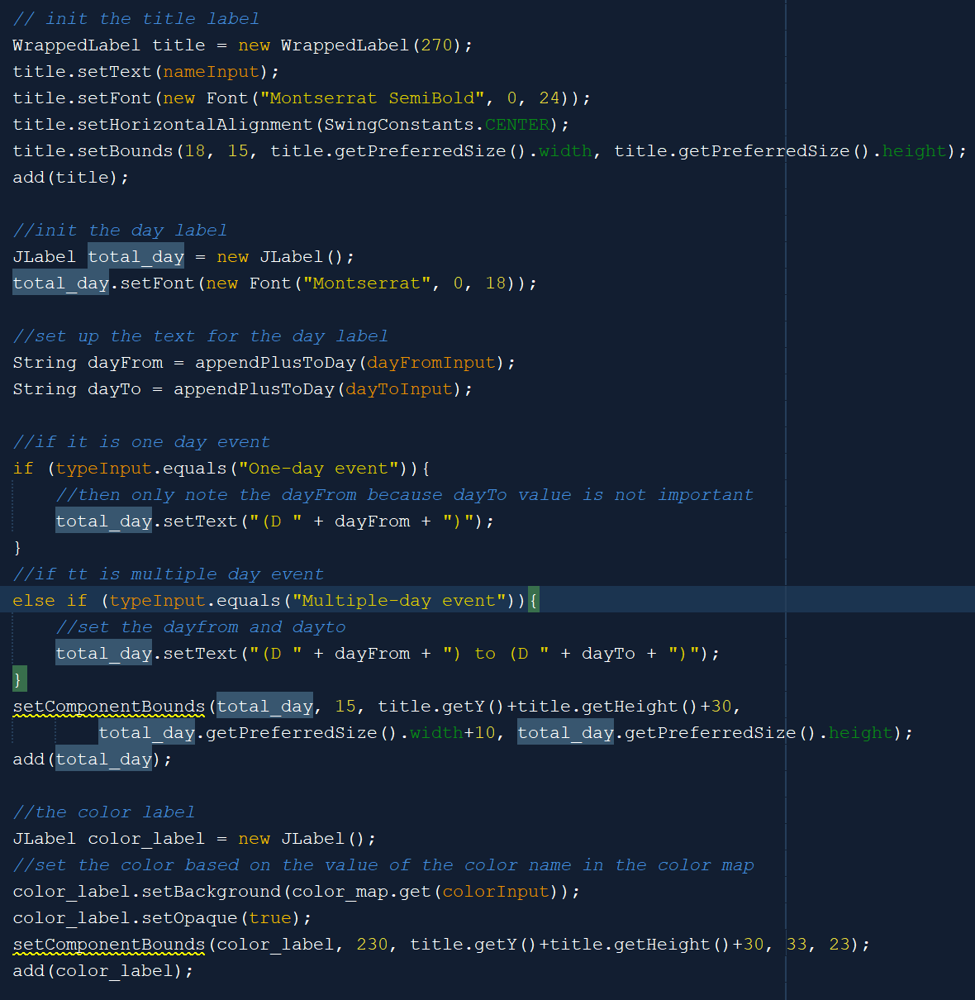 // init the title label
WrappedLabel title = new WrappedLabel(270);
title.setText(nameInput);
title.setFont(new Font("Montserrat SemiBold", 0, 24));
title.setHorizontalAlignment(SwingConstants.CENTER);
title.setBounds(18, 15, title.getPreferredSize().width, title.getPreferredSize().height);
add(title);

//init the day label
JLabel total_day = new JLabel();
total_day.setFont(new Font("Montserrat", 0, 18));

//set up the text for the day label
String dayFrom = appendPlusToDay(dayFromInput);
String dayTo = appendPlusToDay(dayToInput);

//if it is one day event
if (typeInput.equals("One-day event")){
    //then only note the dayFrom because dayTo value is not important
    total_day.setText("(D " + dayFrom + ")");
}
//if tt is multiple day event
else if (typeInput.equals("Multiple-day event")){
    //set the dayfrom and dayto
    total_day.setText("(D " + dayFrom + ") to (D " + dayTo + ")");
}
setComponentBounds(total_day, 15, title.getY()+title.getHeight()+30,
        total_day.getPreferredSize().width+10, total_day.getPreferredSize().height);
add(total_day);

//the color label
JLabel color_label = new JLabel();
//set the color based on the value of the color name in the color map
color_label.setBackground(color_map.get(colorInput));
color_label.setOpaque(true);
setComponentBounds(color_label, 230, title.getY()+title.getHeight()+30, 33, 23);
add(color_label);